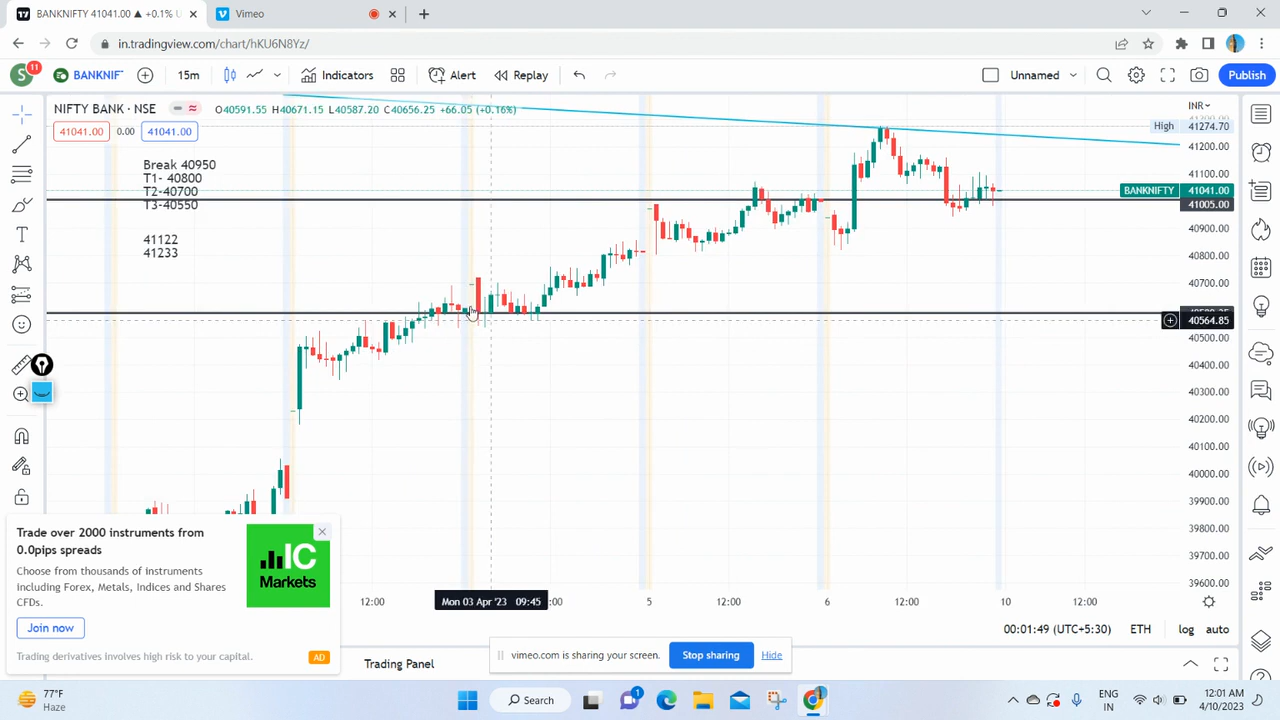 BANKNIFTY 41041.00 ▲ +0.1% U
Vimeo
in.tradingview.com/chart/hKU6N8Yz/
S 11
BANKNIF
15m
Indicators
Alert
Replay
Unnamed
Publish
NIFTY BANK · NSE
O40591.55 H40671.15 L40587.20 C40656.25 +66.05 (+0.16%)
INR
41041.00 0.00 41041.00
High 41274.70
41200.00
41100.00
BANKNIFTY 41041.00
41005.00
40900.00
40800.00
40700.00
40564.85
40500.00
40400.00
40300.00
40200.00
40100.00
40000.00
39900.00
39800.00
39700.00
39600.00
Break 40950
T1- 40800
T2-40700
T3-40550
41122
41233
Trade over 2000 instruments from
0.0pips spreads
Choose from thousands of
instruments
including Forex, Metals, Indices and Shares
CFDs.
Join now
Trading derivatives involves high risk to your capital.
AD
IC
Markets
12:00
Mon 03 Apr '23 09:45
:00
5
12:00
6
12:00
10
12:00
00:01:49 (UTC+5:30) ETH log auto
Trading Panel
vimeo.com is sharing your screen.
Stop sharing
Hide
77°F
Haze
Search
1
ENG
IN
12:01 AM
4/10/2023